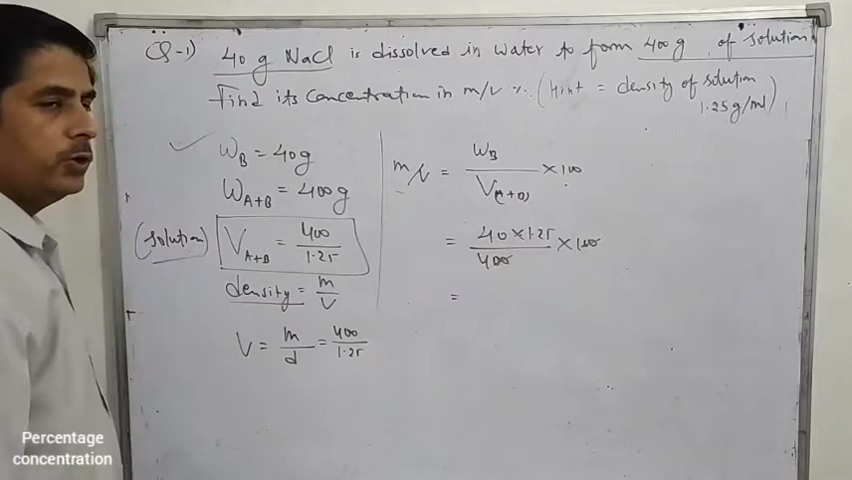 Q-1) 40 g NaCl is dissolved in water to form 400 g of solution
Find its concentration in m/v %. (Hint = density of solution
1.25 g/ml)
W_B = 40g
W_A+B = 400g
(solution) V_A+B = 400/1.25
density = m/V
V = m/d = 400/1.25
m/v = W_B/V_(A+B) × 100
= 40×1.25/400 × 100
=
Percentage
concentration